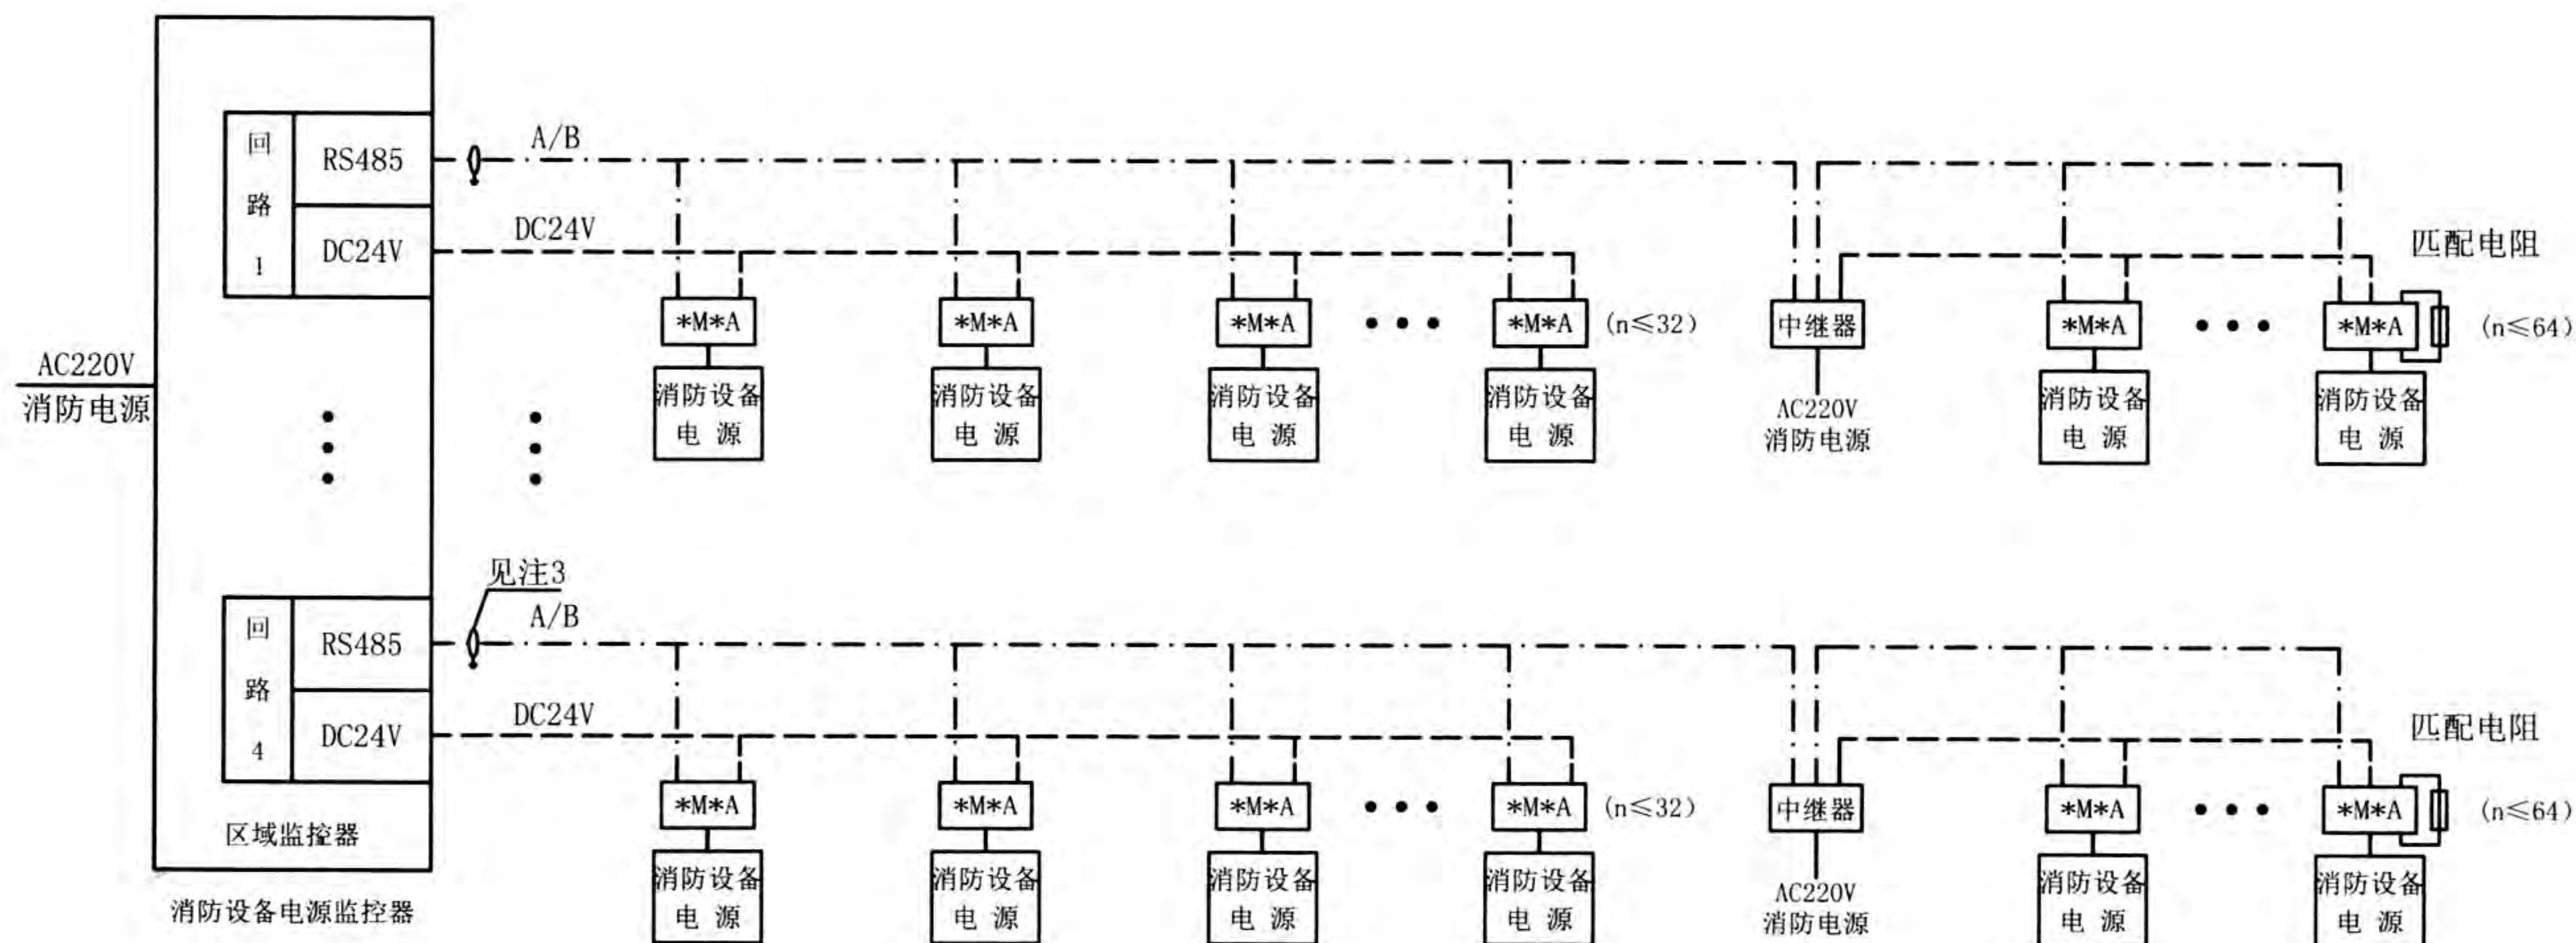 回路1
RS485
A/B
DC24V
DC24V
匹配电阻
*M*A
*M*A
*M*A
*M*A
(n≤32)
中继器
*M*A
*M*A
(n≤64)
AC220V
消防电源
消防设备
电 源
消防设备
电 源
消防设备
电 源
消防设备
电 源
AC220V
消防电源
消防设备
电 源
消防设备
电 源
见注3
回路4
RS485
A/B
DC24V
DC24V
匹配电阻
*M*A
*M*A
*M*A
*M*A
(n≤32)
中继器
*M*A
*M*A
(n≤64)
区域监控器
消防设备电源监控器
消防设备
电 源
消防设备
电 源
消防设备
电 源
消防设备
电 源
AC220V
消防电源
消防设备
电 源
消防设备
电 源